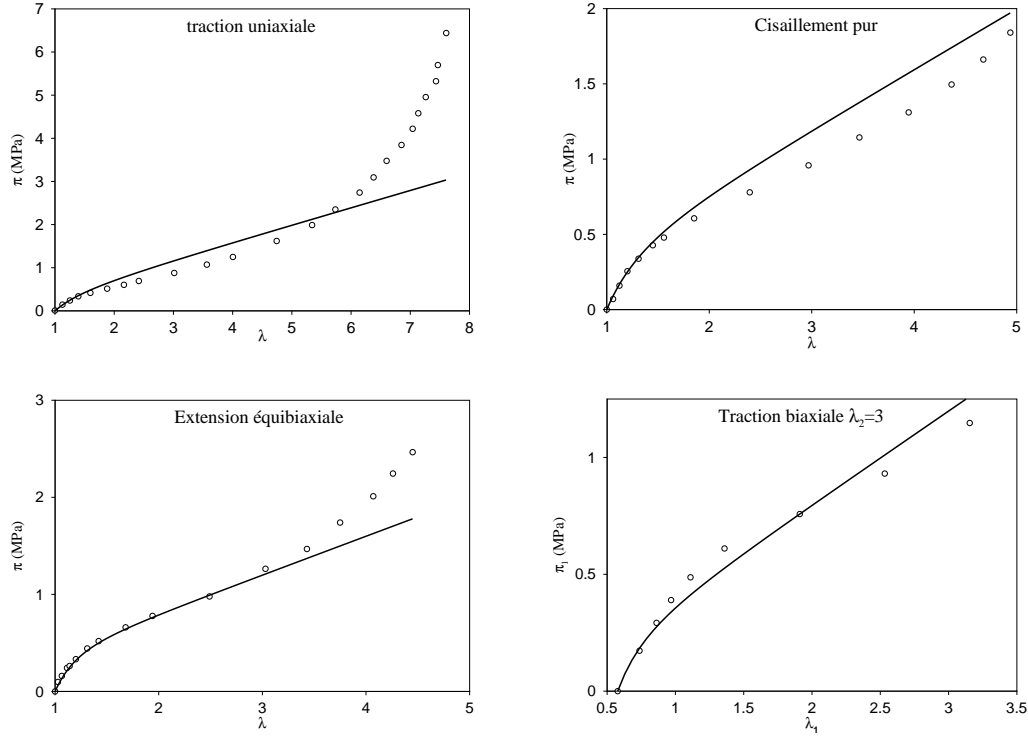 traction uniaxiale
π (MPa)
7
6
5
4
3
2
1
0
1 2 3 4 5 6 7 8
λ
Cisaillement pur
π (MPa)
2
1.5
1
0.5
0
1 2 3 4 5
λ
Extension équibiaxiale
π (MPa)
3
2
1
0
1 2 3 4 5
λ
Traction biaxiale λ₂=3
π₁ (MPa)
1
0.5
0
0.5 1 1.5 2 2.5 3 3.5
λ₁